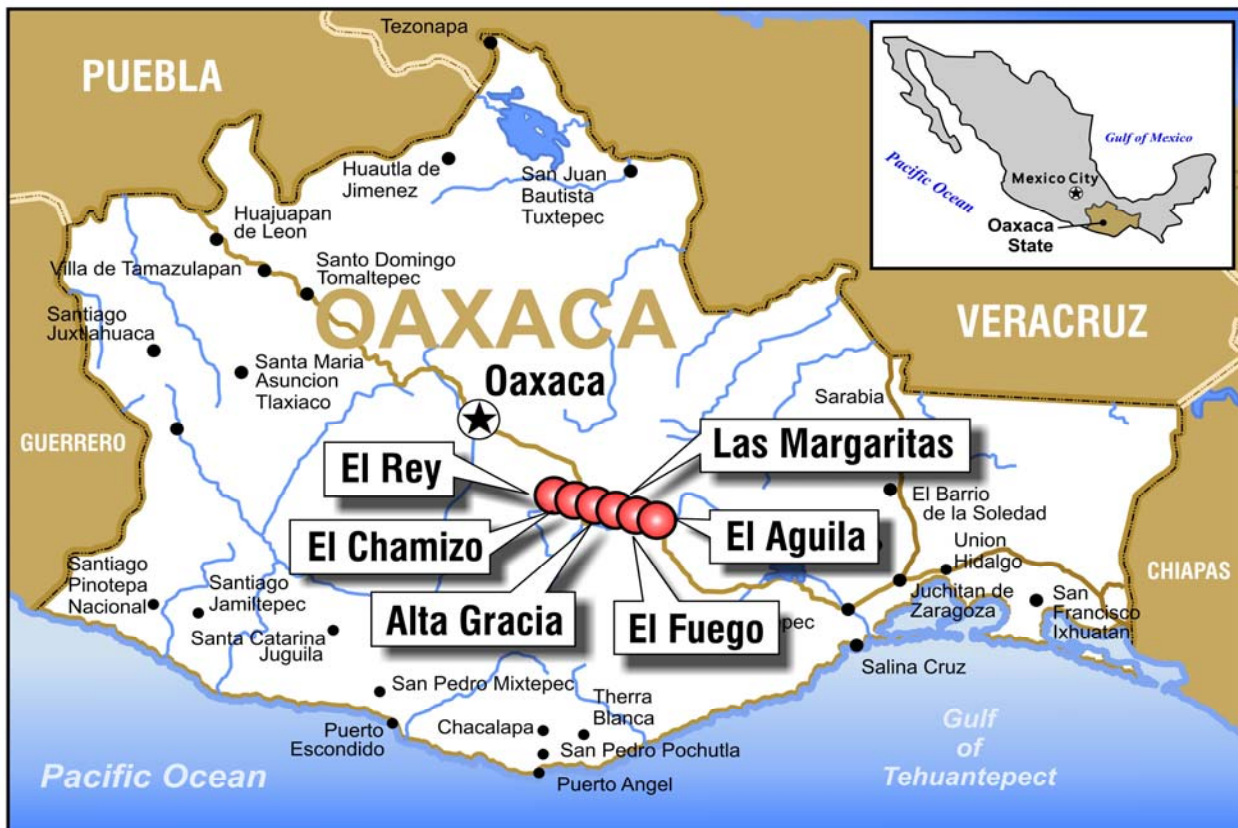 Tezonapa
PUEBLA
Gulf of Mexico
Pacific Ocean
Mexico City
Oaxaca
State
Huautla de
Jimenez
San Juan
Bautista
Tuxtepec
Huajuapan
de Leon
Villa de Tamazulapan
Santo Domingo
Tomaltepec
OAXACA
VERACRUZ
Santiago
Juxtlahuaca
Santa Maria
Asuncion
Tlaxiaco
Oaxaca
Sarabia
GUERRERO
Las Margaritas
El Rey
El Barrio
de la Soledad
El Chamizo
El Aguila
Union
Hidalgo
CHIAPAS
Santiago
Pinotepa
Nacional
Santiago
Jamiltepec
Alta Gracia
El Fuego
pec
Juchitan de
Zaragoza
San
Francisco
Ixhuatan
Santa Catarina
Juguila
Salina Cruz
San Pedro Mixtepec
Therra
Blanca
Puerto
Escondido
Chacalapa
San Pedro Pochutla
Puerto Angel
Pacific Ocean
Gulf
of
Tehuantepect